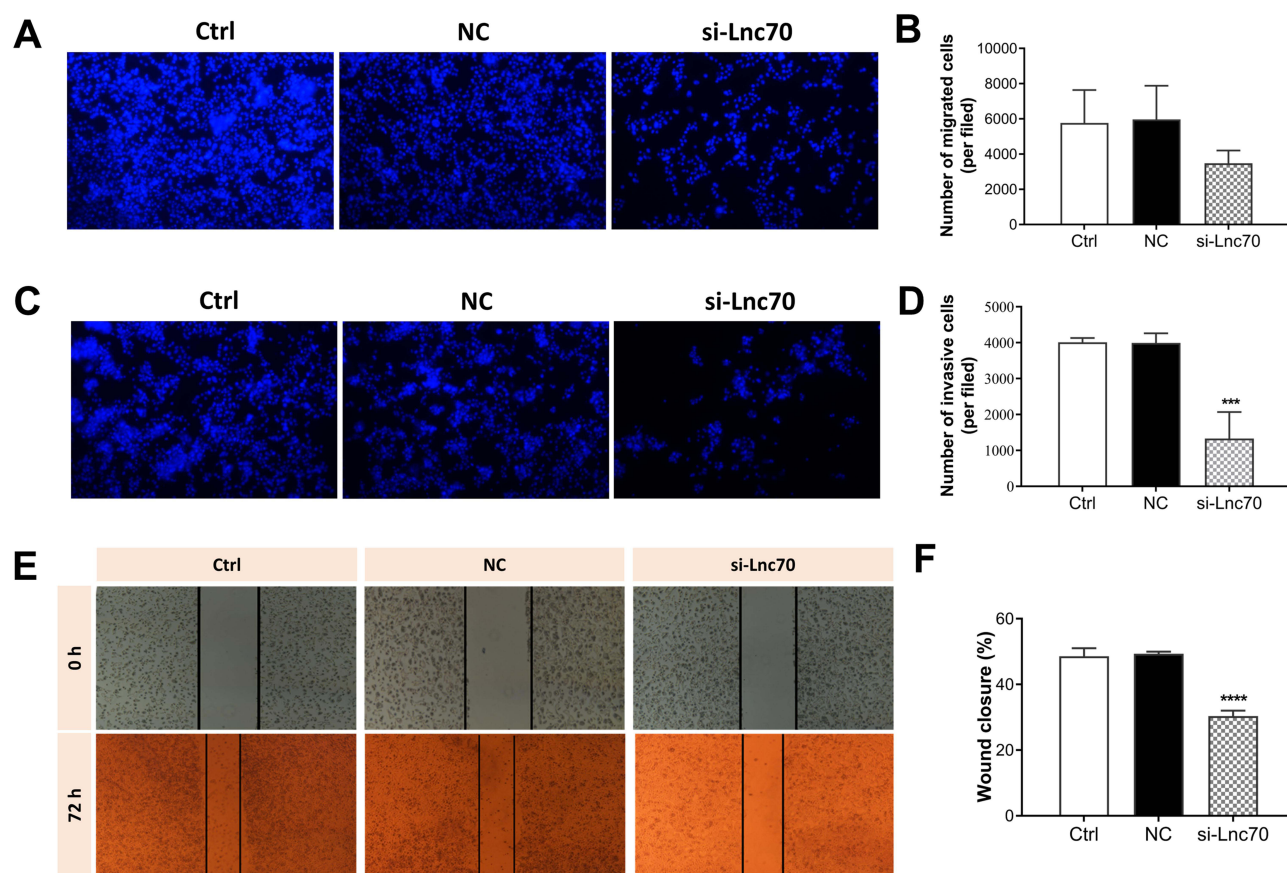 A
Ctrl
NC
si-Lnc70
B
Number of migrated cells
(per filed)
10000
8000
6000
4000
2000
0
Ctrl
NC
si-Lnc70
C
Ctrl
NC
si-Lnc70
D
Number of invasive cells
(per filed)
5000
4000
3000
2000
1000
0
***
Ctrl
NC
si-Lnc70
E
Ctrl
NC
si-Lnc70
0 h
72 h
F
Wound closure (%)
60
40
20
0
****
Ctrl
NC
si-Lnc70